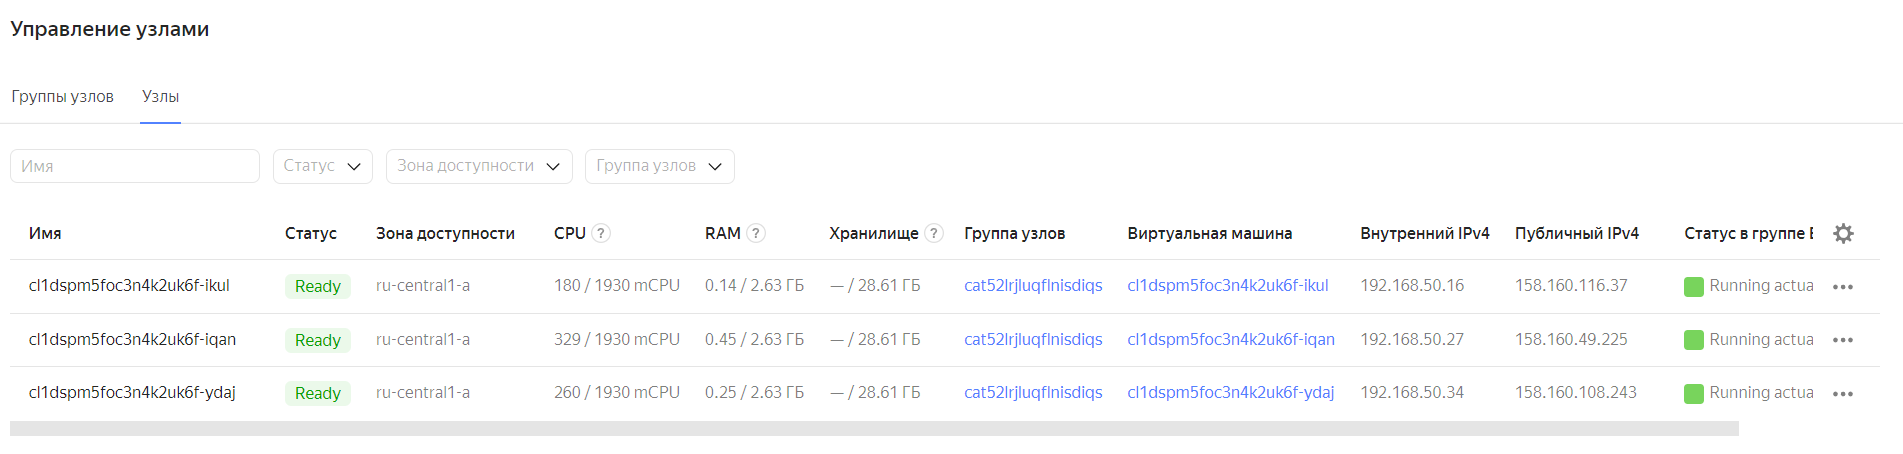 Управление узлами
Группы узлов Узлы
Имя Статус Зона доступности Группа узлов
Имя Статус Зона доступности CPU ? RAM ? Хранилище ? Группа узлов Виртуальная машина Внутренний IPv4 Публичный IPv4 Статус в группе В
cl1dspm5foc3n4k2uk6f-ikul Ready ru-central1-a 180 / 1930 mCPU 0.14 / 2.63 ГБ — / 28.61 ГБ cat52lrjluqflnisdiqs cl1dspm5foc3n4k2uk6f-ikul 192.168.50.16 158.160.116.37 Running actua
cl1dspm5foc3n4k2uk6f-iqan Ready ru-central1-a 329 / 1930 mCPU 0.45 / 2.63 ГБ — / 28.61 ГБ cat52lrjluqflnisdiqs cl1dspm5foc3n4k2uk6f-iqan 192.168.50.27 158.160.49.225 Running actua
cl1dspm5foc3n4k2uk6f-ydaj Ready ru-central1-a 260 / 1930 mCPU 0.25 / 2.63 ГБ — / 28.61 ГБ cat52lrjluqflnisdiqs cl1dspm5foc3n4k2uk6f-ydaj 192.168.50.34 158.160.108.243 Running actua